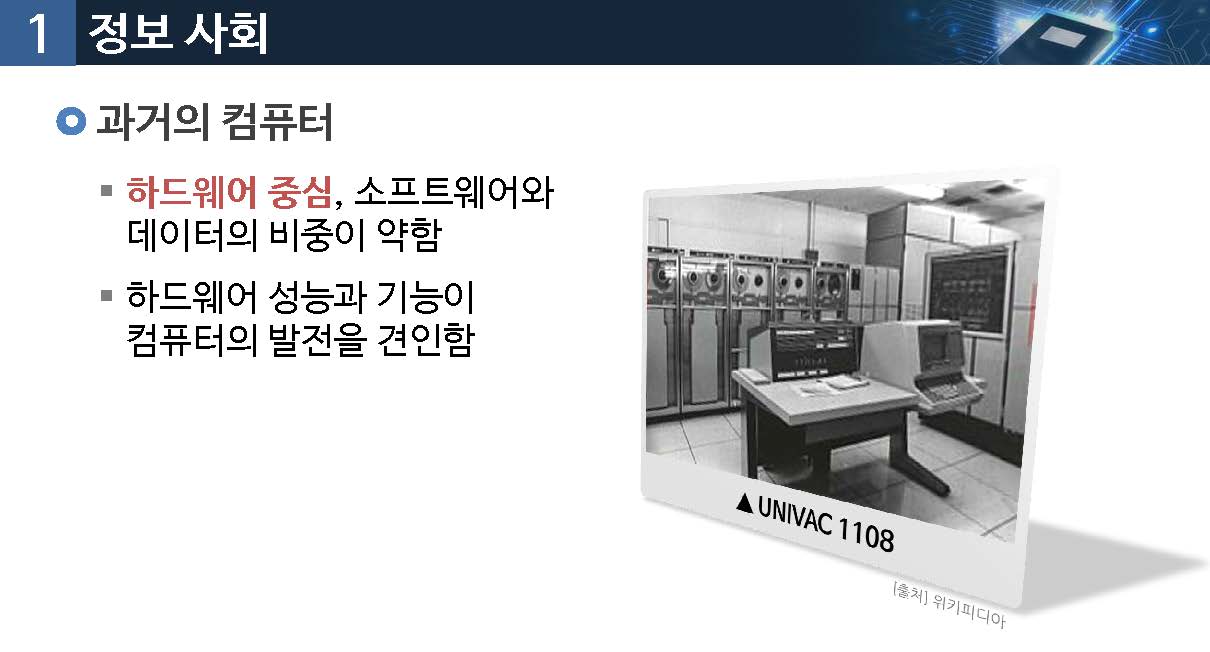 1 정보 사회
과거의 컴퓨터
하드웨어 중심, 소프트웨어와
데이터의 비중이 약함
하드웨어 성능과 기능이
컴퓨터의 발전을 견인함
▲ UNIVAC 1108
[출처] 위키피디아